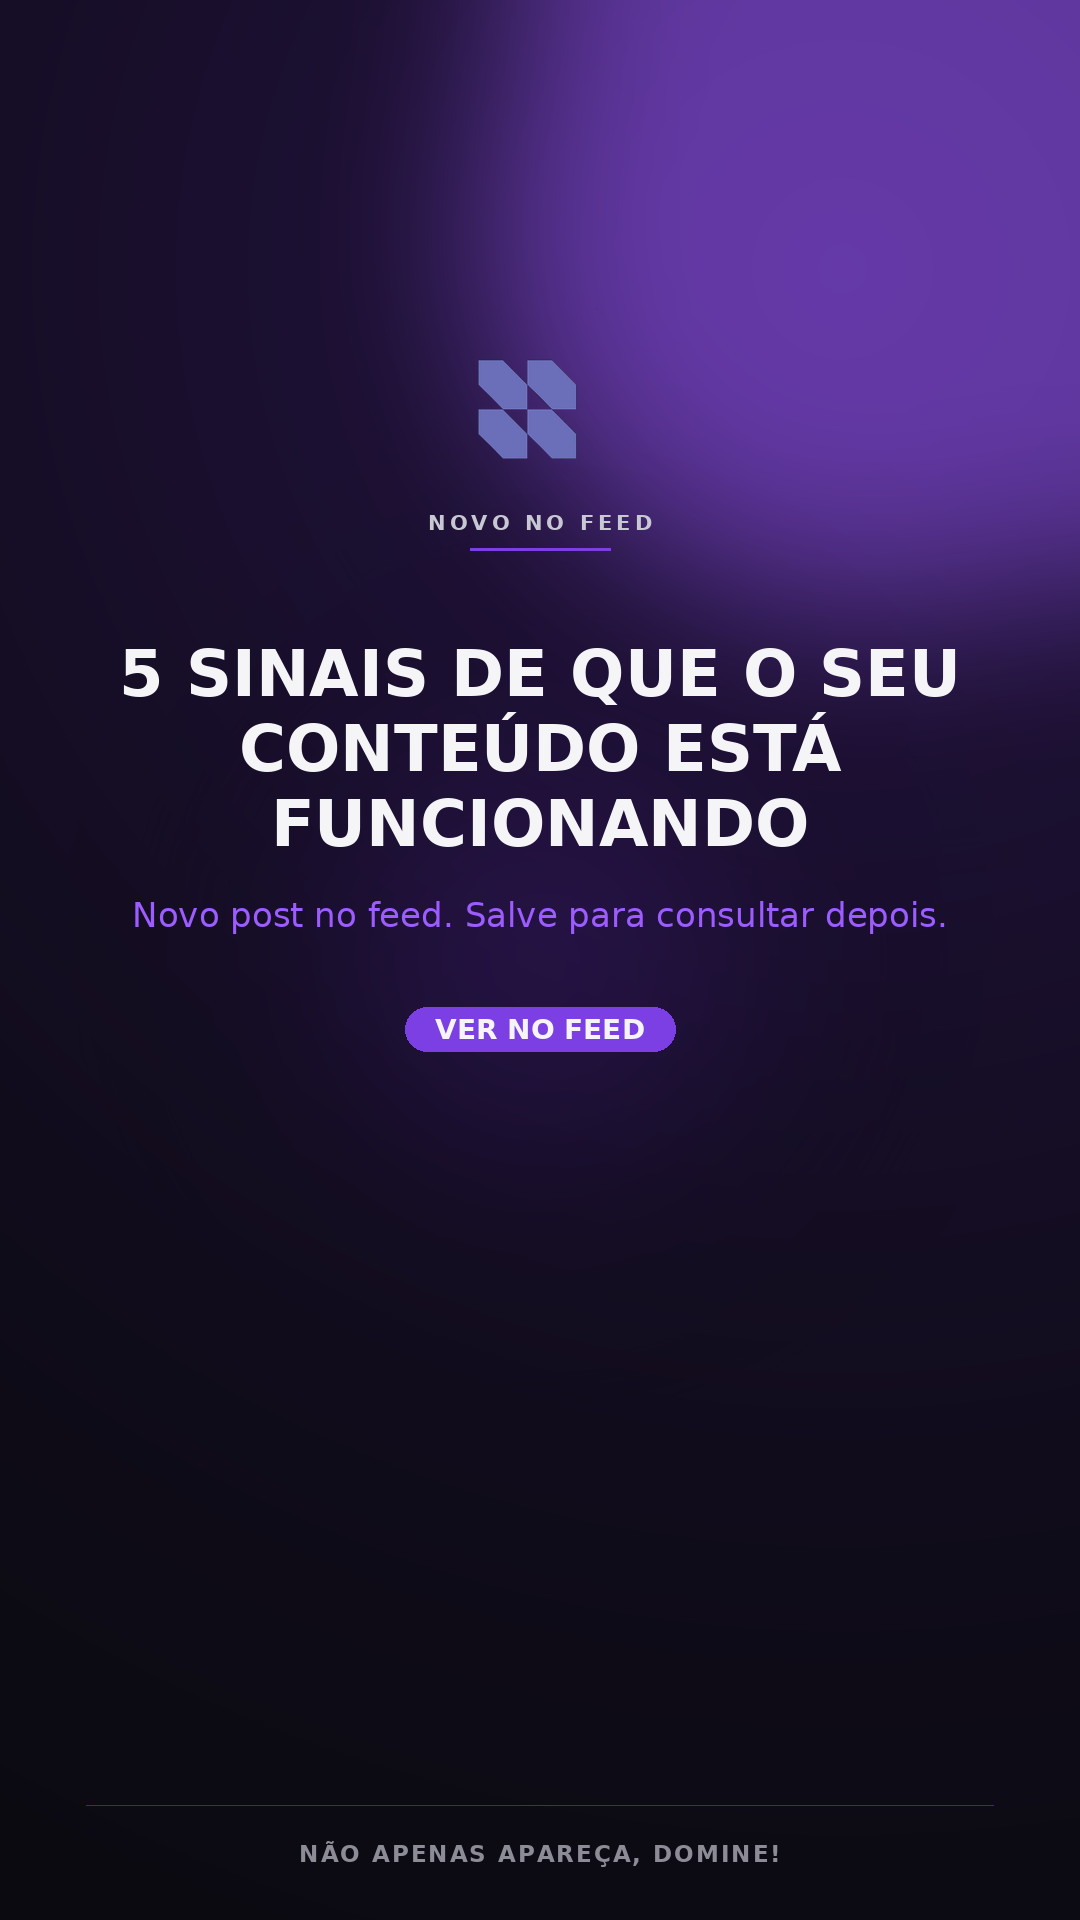 NOVO NO FEED
5 SINAIS DE QUE O SEU
CONTEÚDO ESTÁ
FUNCIONANDO
Novo post no feed. Salve para consultar depois.
VER NO FEED
NÃO APENAS APAREÇA, DOMINE!